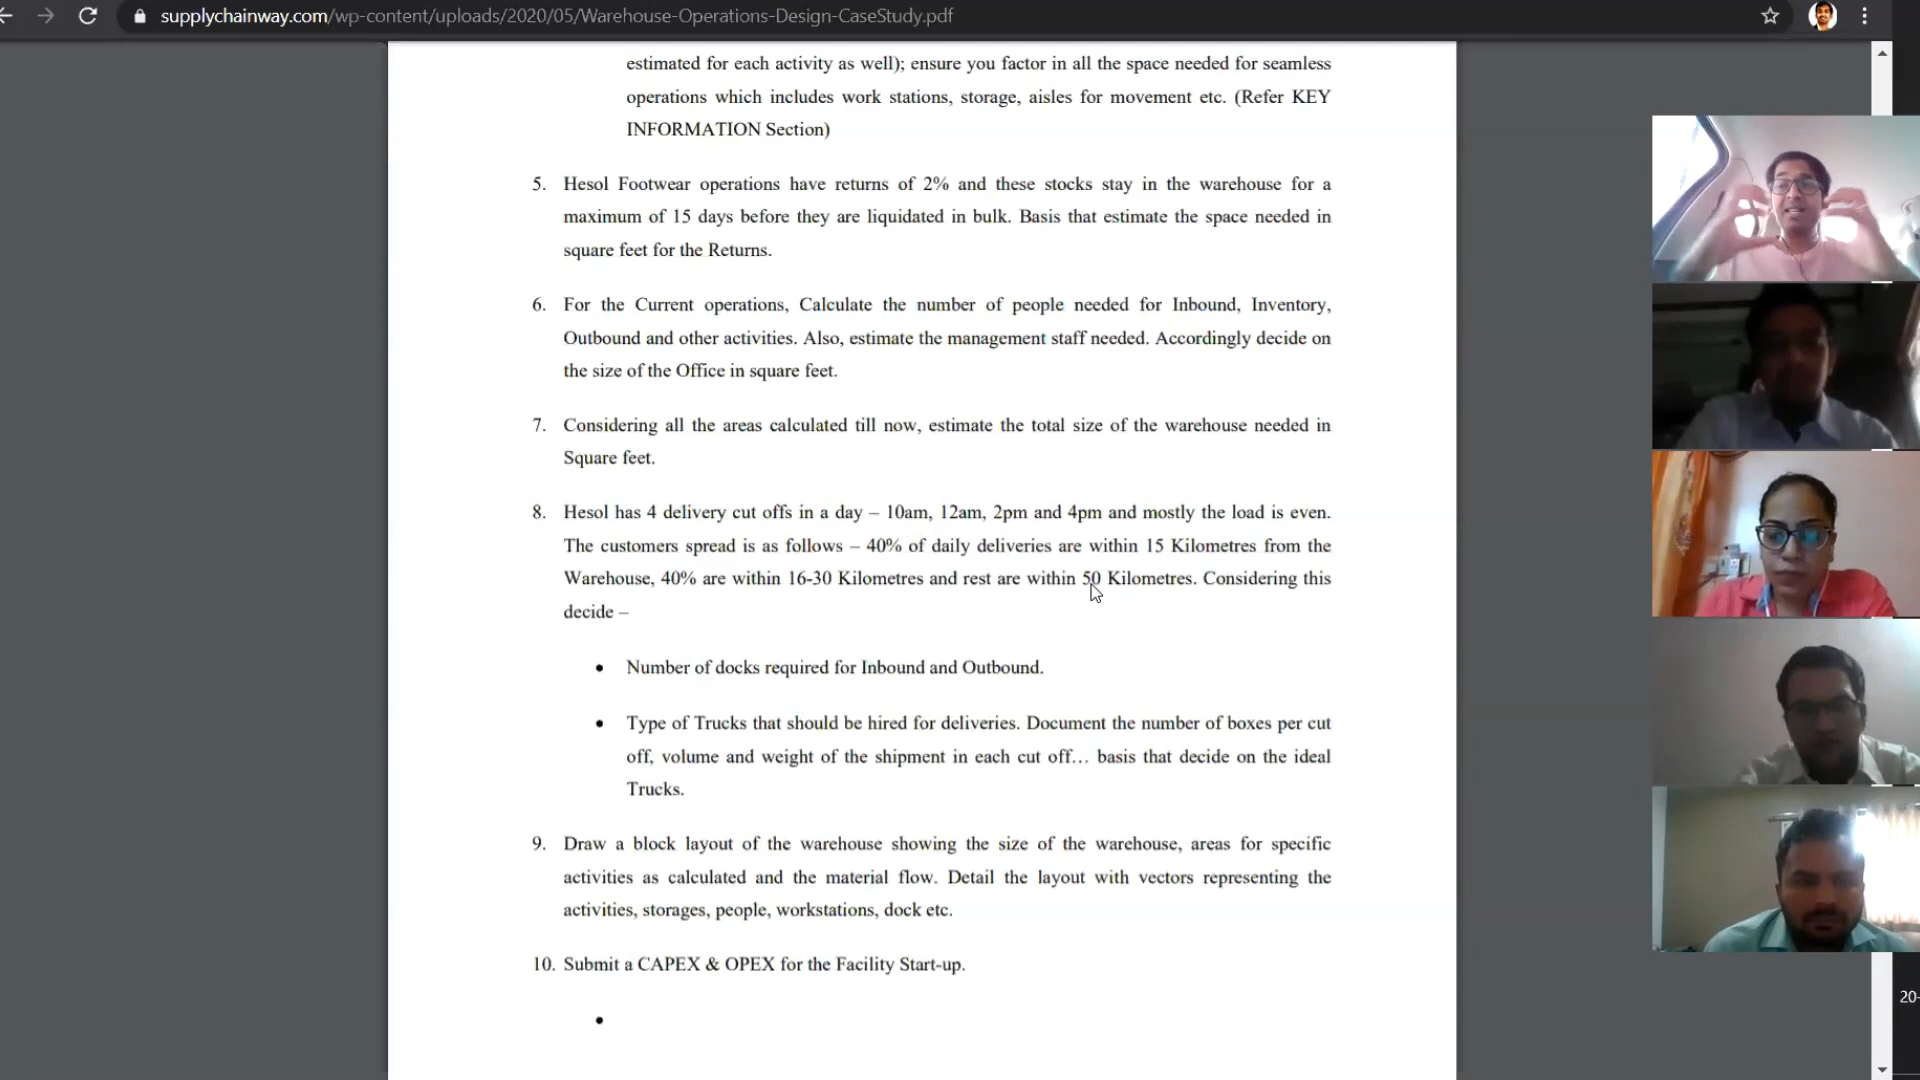 supplychainway.com/wp-content/uploads/2020/05/Warehouse-Operations-Design-CaseStudy.pdf
estimated for each activity as well); ensure you factor in all the space needed for seamless
operations which includes work stations, storage, aisles for movement etc. (Refer KEY
INFORMATION Section)
5. Hesol Footwear operations have returns of 2% and these stocks stay in the warehouse for a
maximum of 15 days before they are liquidated in bulk. Basis that estimate the space needed in
square feet for the Returns.
6. For the Current operations, Calculate the number of people needed for Inbound, Inventory,
Outbound and other activities. Also, estimate the management staff needed. Accordingly decide on
the size of the Office in square feet.
7. Considering all the areas calculated till now, estimate the total size of the warehouse needed in
Square feet.
8. Hesol has 4 delivery cut offs in a day – 10am, 12am, 2pm and 4pm and mostly the load is even.
The customers spread is as follows – 40% of daily deliveries are within 15 Kilometres from the
Warehouse, 40% are within 16-30 Kilometres and rest are within 50 Kilometres. Considering this
decide –
• Number of docks required for Inbound and Outbound.
• Type of Trucks that should be hired for deliveries. Document the number of boxes per cut
off, volume and weight of the shipment in each cut off… basis that decide on the ideal
Trucks.
9. Draw a block layout of the warehouse showing the size of the warehouse, areas for specific
activities as calculated and the material flow. Detail the layout with vectors representing the
activities, storages, people, workstations, dock etc.
10. Submit a CAPEX & OPEX for the Facility Start-up.
•
20-